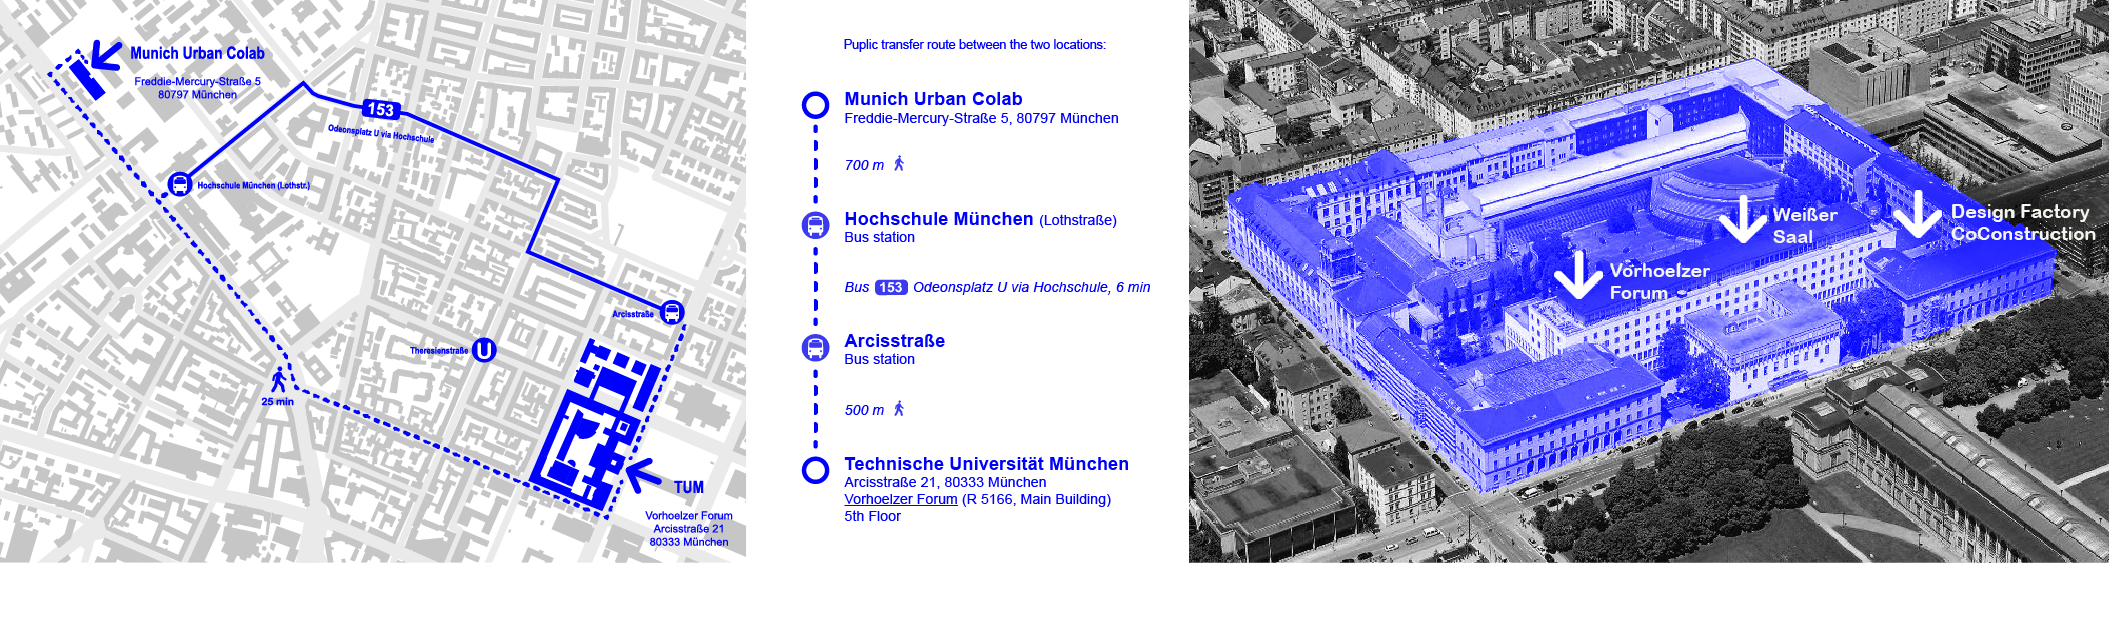 Munich Urban Colab
Freddie-Mercury-Straße 5
80797 München
153
Odeonsplatz U via Hochschule
Hochschule München (Lothstr.)
Arcisstraße
Theresienstraße U
25 min
TUM
Vorhoelzer Forum
Arcisstraße 21
80333 München
Puplic transfer route between the two locations:
Munich Urban Colab
Freddie-Mercury-Straße 5, 80797 München
700 m
Hochschule München (Lothstraße)
Bus station
Bus 153 Odeonsplatz U via Hochschule, 6 min
Arcisstraße
Bus station
500 m
Technische Universität München
Arcisstraße 21, 80333 München
Vorhoelzer Forum (R 5166, Main Building)
5th Floor
Weißer
Saal
Design Factory
CoConstruction
Vorhoelzer
Forum